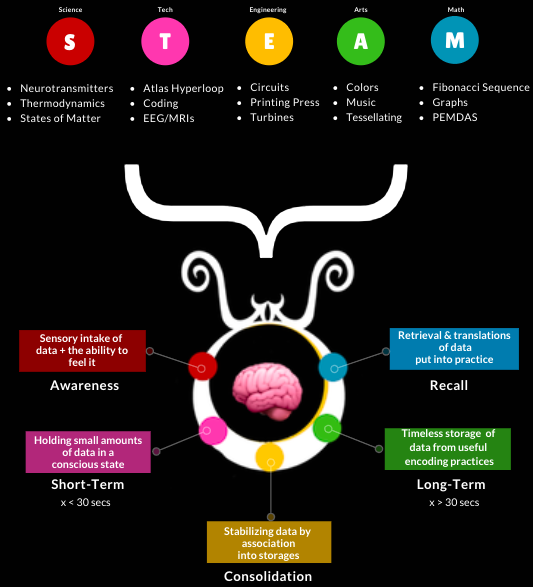 Science
Tech
Engineering
Arts
Math
S
T
E
A
M
Neurotransmitters
Thermodynamics
States of Matter
Atlas Hyperloop
Coding
EEG/MRIs
Circuits
Printing Press
Turbines
Colors
Music
Tessellating
Fibonacci Sequence
Graphs
PEMDAS
Sensory intake of
data + the ability to
feel it
Awareness
Retrieval & translations
of data
put into practice
Recall
Holding small amounts
of data in a
conscious state
Short-Term
x < 30 secs
Timeless storage of
data from useful
encoding practices
Long-Term
x > 30 secs
Stabilizing data by
association
into storages
Consolidation